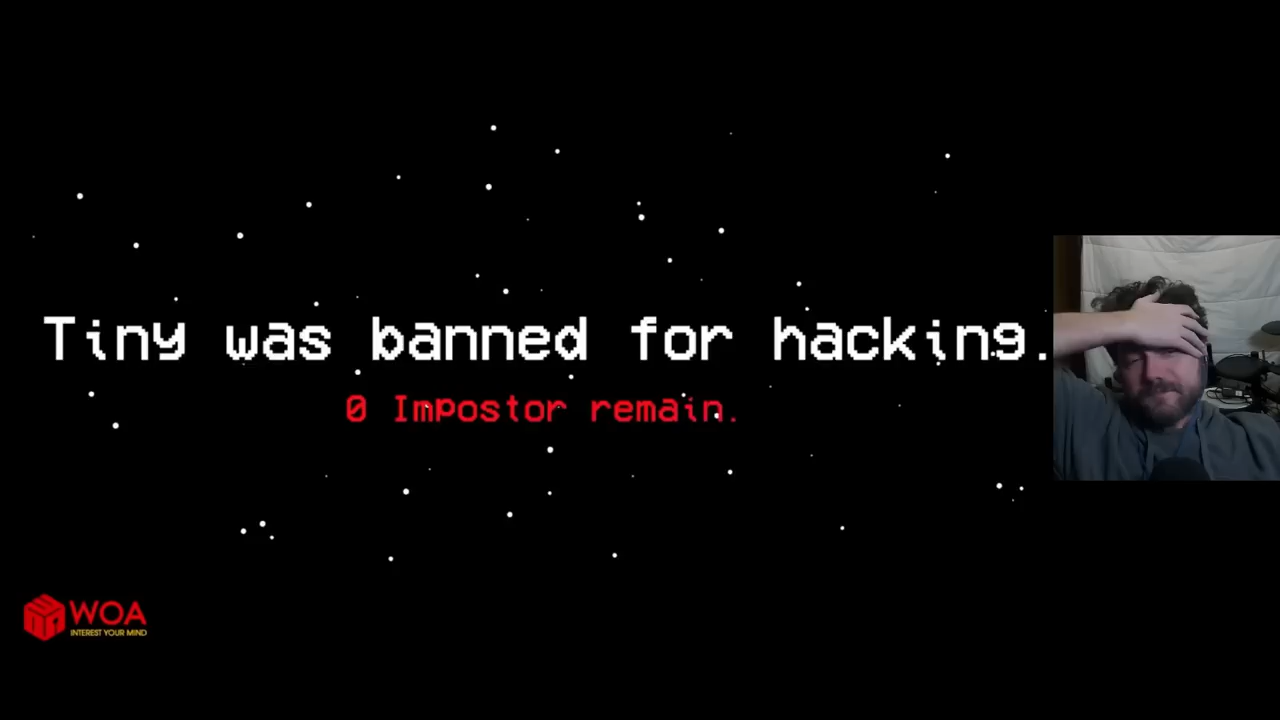 Tiny was banned for hacking.
0 Impostor remain.
WOA
INTEREST YOUR MIND